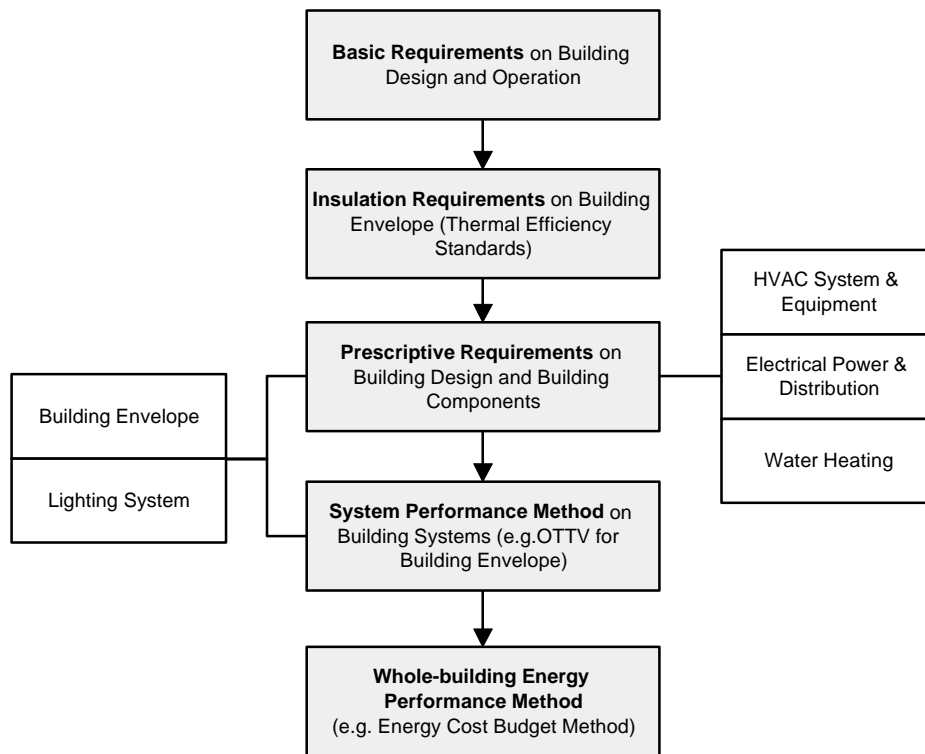 Basic Requirements on Building
Design and Operation
Insulation Requirements on Building
Envelope (Thermal Efficiency
Standards)
HVAC System &
Equipment
Prescriptive Requirements on
Building Design and Building
Components
Electrical Power &
Distribution
Building Envelope
Water Heating
Lighting System
System Performance Method on
Building Systems (e.g.OTTV for
Building Envelope)
Whole-building Energy
Performance Method
(e.g. Energy Cost Budget Method)